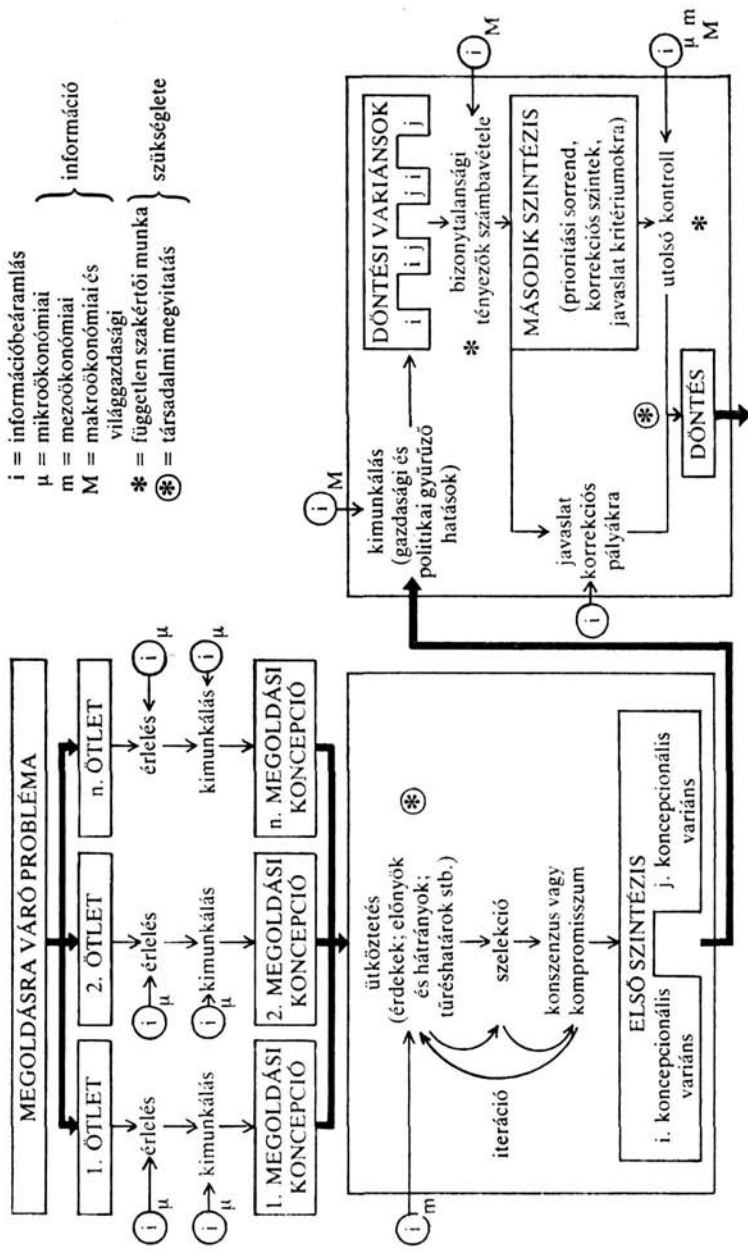 MEGOLDÁSRA VÁRÓ PROBLÉMA
1. ÖTLET
2. ÖTLET
n. ÖTLET
i μ
érlelés
i μ
érlelés
érlelés
i μ
i μ
kimunkálás
i μ
kimunkálás
kimunkálás
i μ
1. MEGOLDÁSI
KONCEPCIÓ
2. MEGOLDÁSI
KONCEPCIÓ
n. MEGOLDÁSI
KONCEPCIÓ
i m
ütköztetés
(érdekek; előnyök
és hátrányok;
tűréshatárok stb.)
*
szelekció
iteráció
konszenzus vagy
kompromisszum
ELSŐ SZINTÉZIS
i. koncepcionális
variáns
j. koncepcionális
variáns
i = információbeáramlás
μ = mikroökonómiai
m = mezoökonómiai
M = makroökonómiai és
világgazdasági
információ
* = független szakértői munka
* = társadalmi megvitatás
szükséglete
i M
kimunkálás
(gazdasági és
politikai gyűrűző
hatások)
DÖNTÉSI VARIÁNSOK
i i j j i j
*
bizonytalansági
tényezők számbavétele
i M
MÁSODIK SZINTÉZIS
(prioritási sorrend,
korrekciós szintek,
javaslat kritériumokra)
i
javaslat
korrekciós
pályákra
utolsó kontroll
*
i μ m M
*
DÖNTÉS